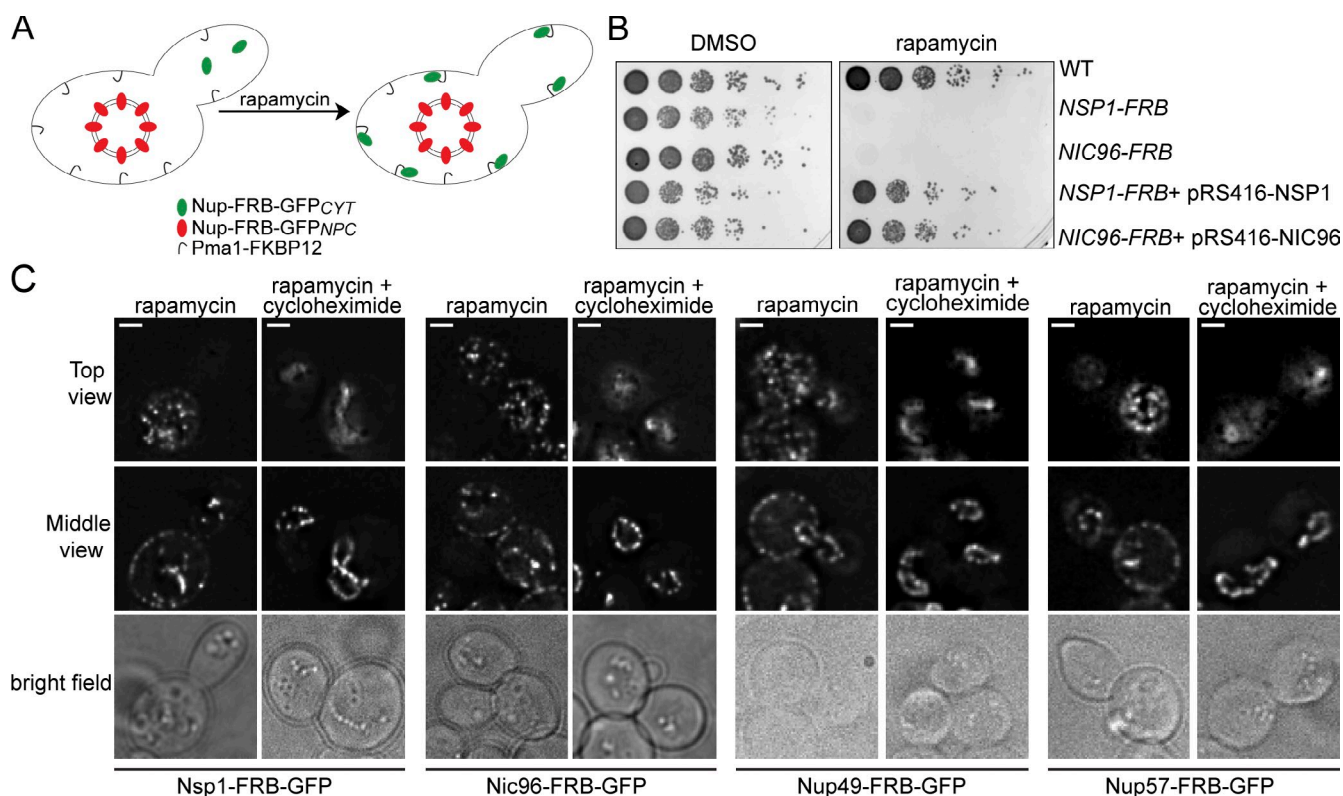 A
rapamycin
Nup-FRB-GFPCYT
Nup-FRB-GFPNPC
Pma1-FKBP12
B
DMSO
rapamycin
WT
NSP1-FRB
NIC96-FRB
NSP1-FRB+ pRS416-NSP1
NIC96-FRB+ pRS416-NIC96
C
rapamycin
rapamycin +
cycloheximide
rapamycin
rapamycin +
cycloheximide
rapamycin
rapamycin +
cycloheximide
rapamycin
rapamycin +
cycloheximide
Top
view
Middle
view
bright field
Nsp1-FRB-GFP
Nic96-FRB-GFP
Nup49-FRB-GFP
Nup57-FRB-GFP